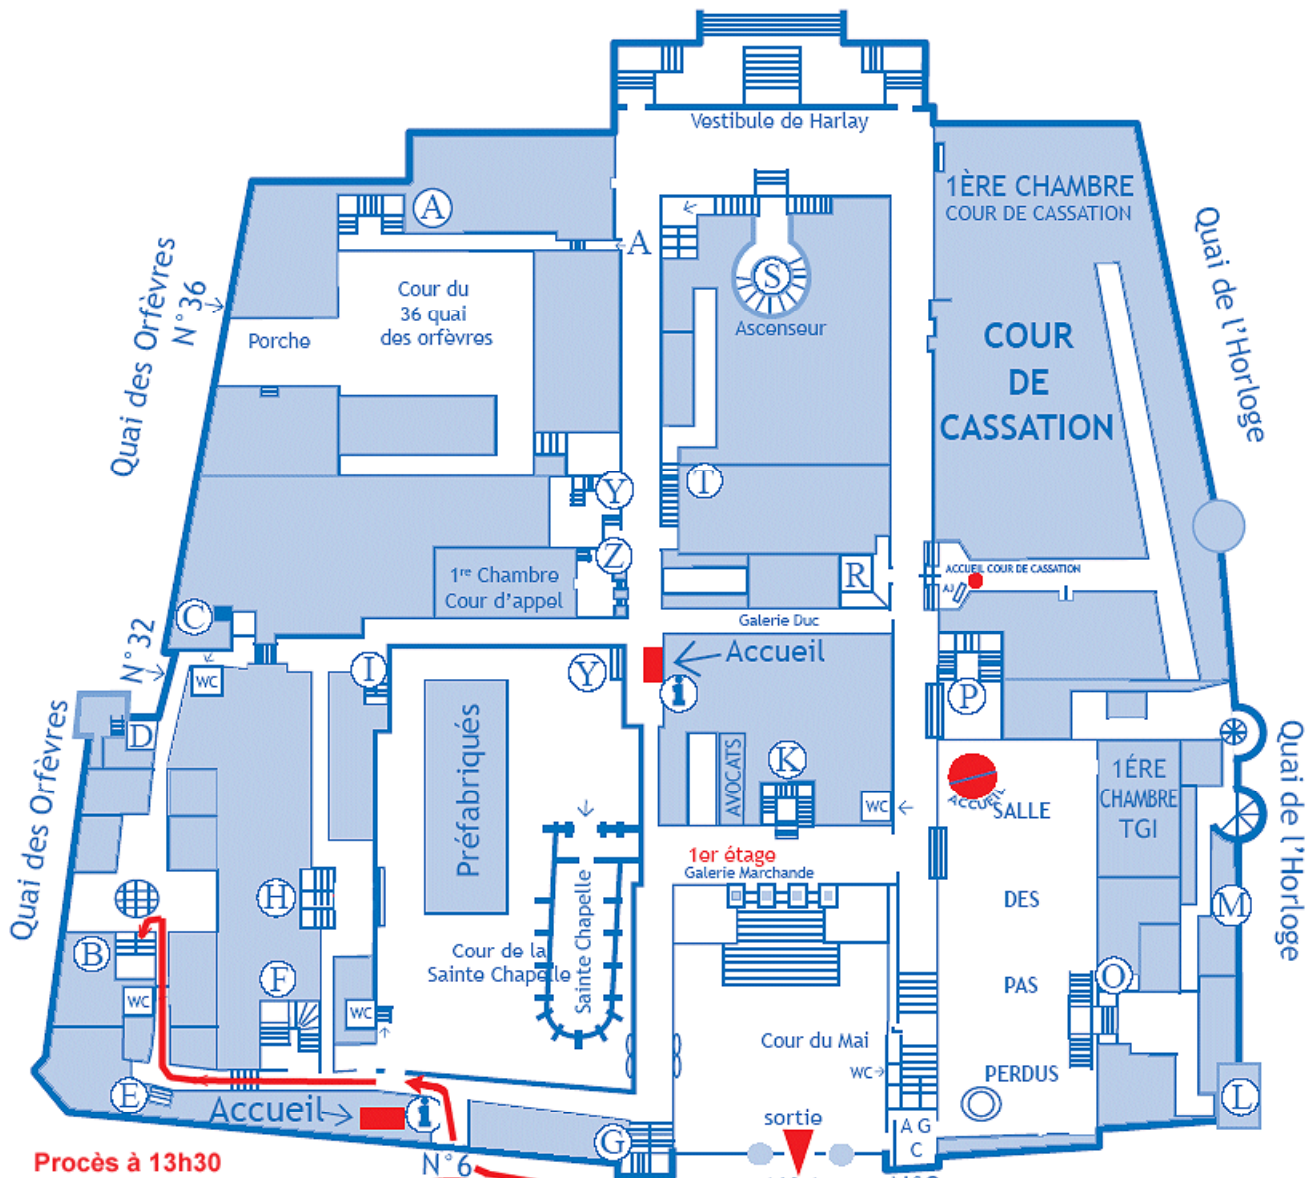 Vestibule de Harlay
1ÈRE CHAMBRE
COUR DE CASSATION
A
A
Quai des Orfèvres
N°36
Cour du
36 quai
des orfèvres
Porche
S
Ascenseur
Quai de l'Horloge
COUR
DE
CASSATION
Y
T
Z
1re Chambre
Cour d'appel
R
ACCUEIL COUR DE CASSATION
AJ
Galerie Duc
C
N°32
WC
I
Y
Accueil
i
P
D
Quai des Orfèvres
Préfabriqués
AVOCATS
K
WC
ACCUEIL
SALLE
DES
PAS
PERDUS
1ÉRE
CHAMBRE
TGI
Quai de l'Horloge
1er étage
Galerie Marchande
H
B
F
WC
WC
Cour de la
Sainte Chapelle
Sainte Chapelle
M
O
Cour du Mai
WC
E
Accueil
i
G
sortie
A G
C
L
Procès à 13h30
N°6